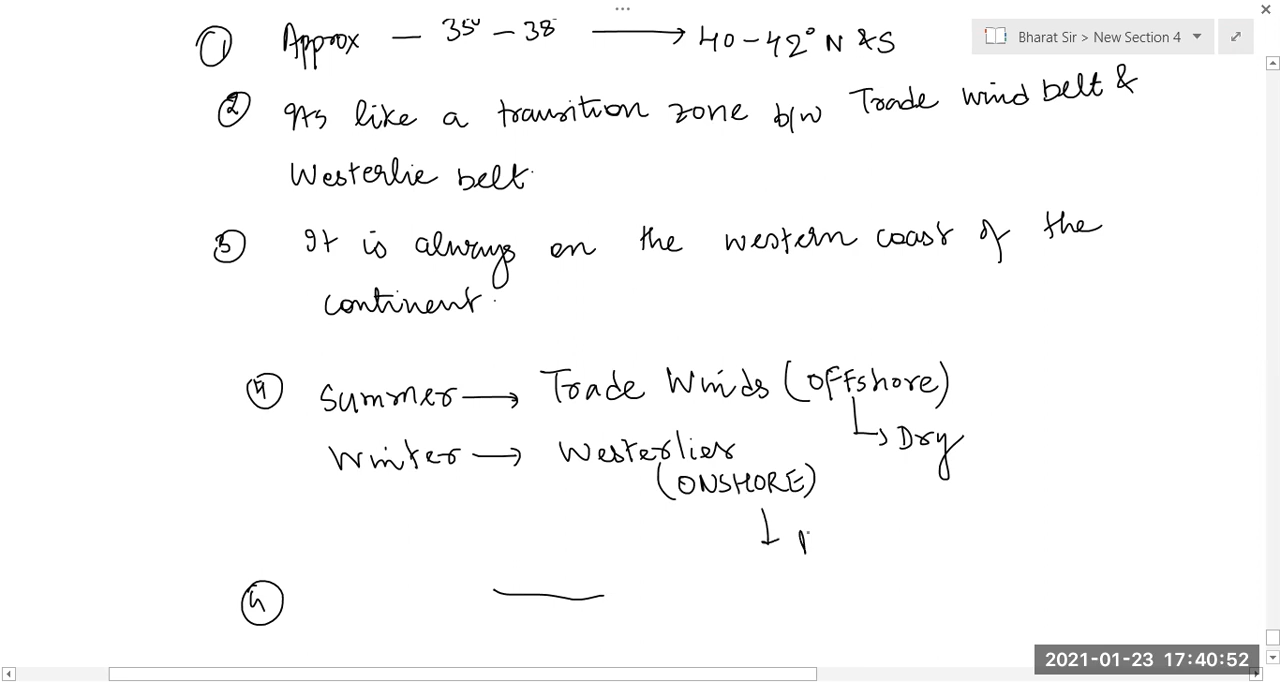 Bharat Sir > New Section 4
① Approx — 35° – 38 → 40 – 42° N & S
② Its like a transition zone b/w Trade wind belt &
Westerlie belt.
③ It is always on the western coast of the
continent.
④ Summer → Trade Winds (offshore)
↳ Dry
Winter → Westerlies
(ONSHORE)
↓
2021-01-23 17:40:52